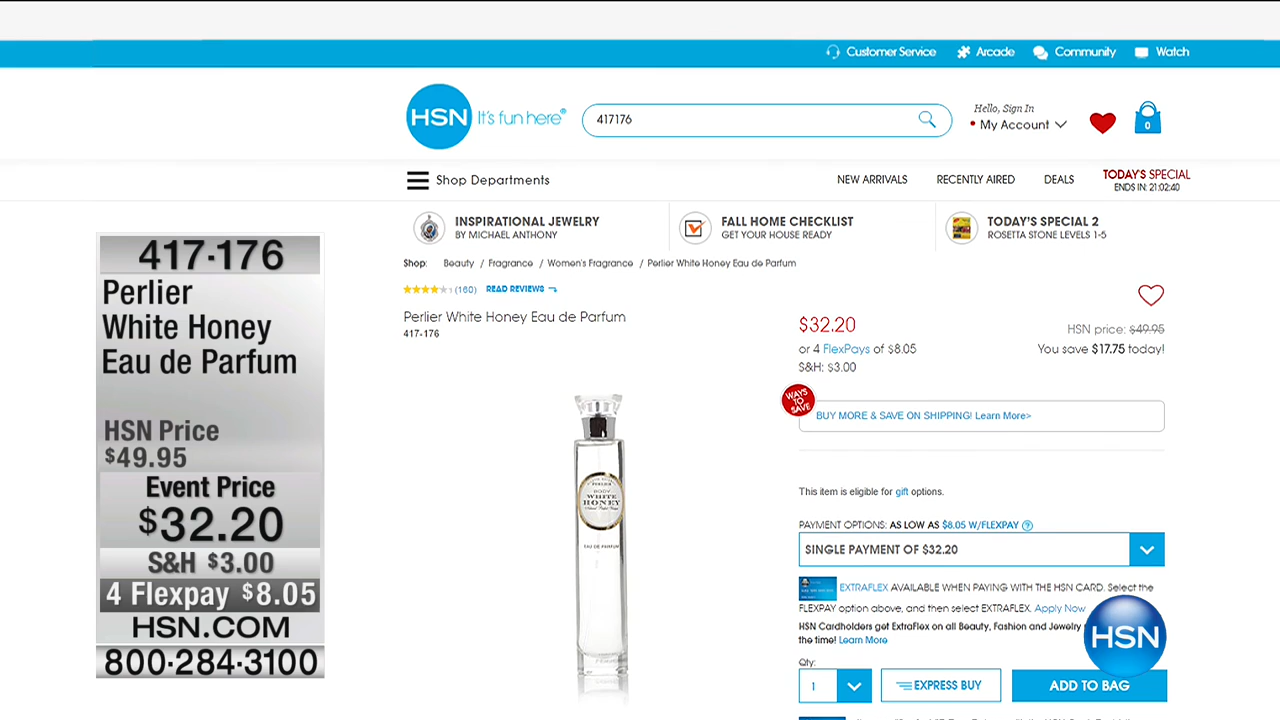 Customer Service
Arcade
Community
Watch
HSN It's fun here®
417176
Hello, Sign In
My Account
0
Shop Departments
NEW ARRIVALS
RECENTLY AIRED
DEALS
TODAY'S SPECIAL
ENDS IN: 21:02:40
INSPIRATIONAL JEWELRY
BY MICHAEL ANTHONY
FALL HOME CHECKLIST
GET YOUR HOUSE READY
TODAY'S SPECIAL 2
ROSETTA STONE LEVELS 1-5
417-176
Perlier
White Honey
Eau de Parfum
HSN Price
$49.95
Event Price
$32.20
S&H $3.00
4 Flexpay $8.05
HSN.COM
800-284-3100
Shop: Beauty / Fragrance / Women's Fragrance / Perlier White Honey Eau de Parfum
(160) READ REVIEWS
Perlier White Honey Eau de Parfum
417-176
PERLIER
BODY
WHITE
HONEY
EAU DE PARFUM
$32.20
HSN price: $49.95
or 4 FlexPays of $8.05
You save $17.75 today!
S&H: $3.00
WAYS
TO
SAVE
BUY MORE & SAVE ON SHIPPING! Learn More>
This item is eligible for gift options.
PAYMENT OPTIONS: AS LOW AS $8.05 W/FLEXPAY ?
SINGLE PAYMENT OF $32.20
EXTRAFLEX AVAILABLE WHEN PAYING WITH THE HSN CARD. Select the
FLEXPAY option above, and then select EXTRAFLEX. Apply Now
HSN Cardholders get ExtraFlex on all Beauty, Fashion and Jewelry
the time! Learn More
HSN
Qty:
1
EXPRESS BUY
ADD TO BAG